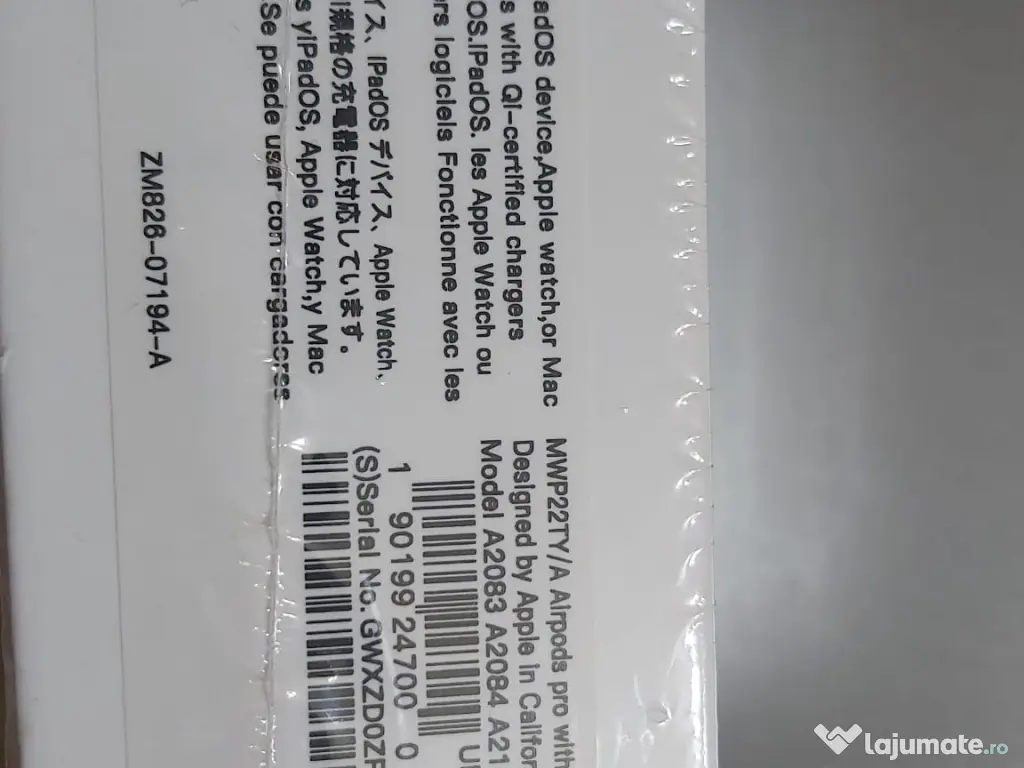 adOS device,Apple watch,or Mac
s wIth QI-certIfIed chargers
OS.IPadOS. les Apple Watch ou
ers logIcIels FonctIonne avec les
イス、IPadOS デバイス、Apple Watch、
規格の充電器に対応しています。
s yIPadOS, Apple Watch,y Mac
.Se puede usar con cargadores
ZM826-07194-A
MWP22TY/A AIrpods pro wIth
DesIgned by Apple In CalIfor
Model A2083 A2084 A21
1 90199 24700 0
(S)SerIal No.GWXZD0ZF
lajumate.ro